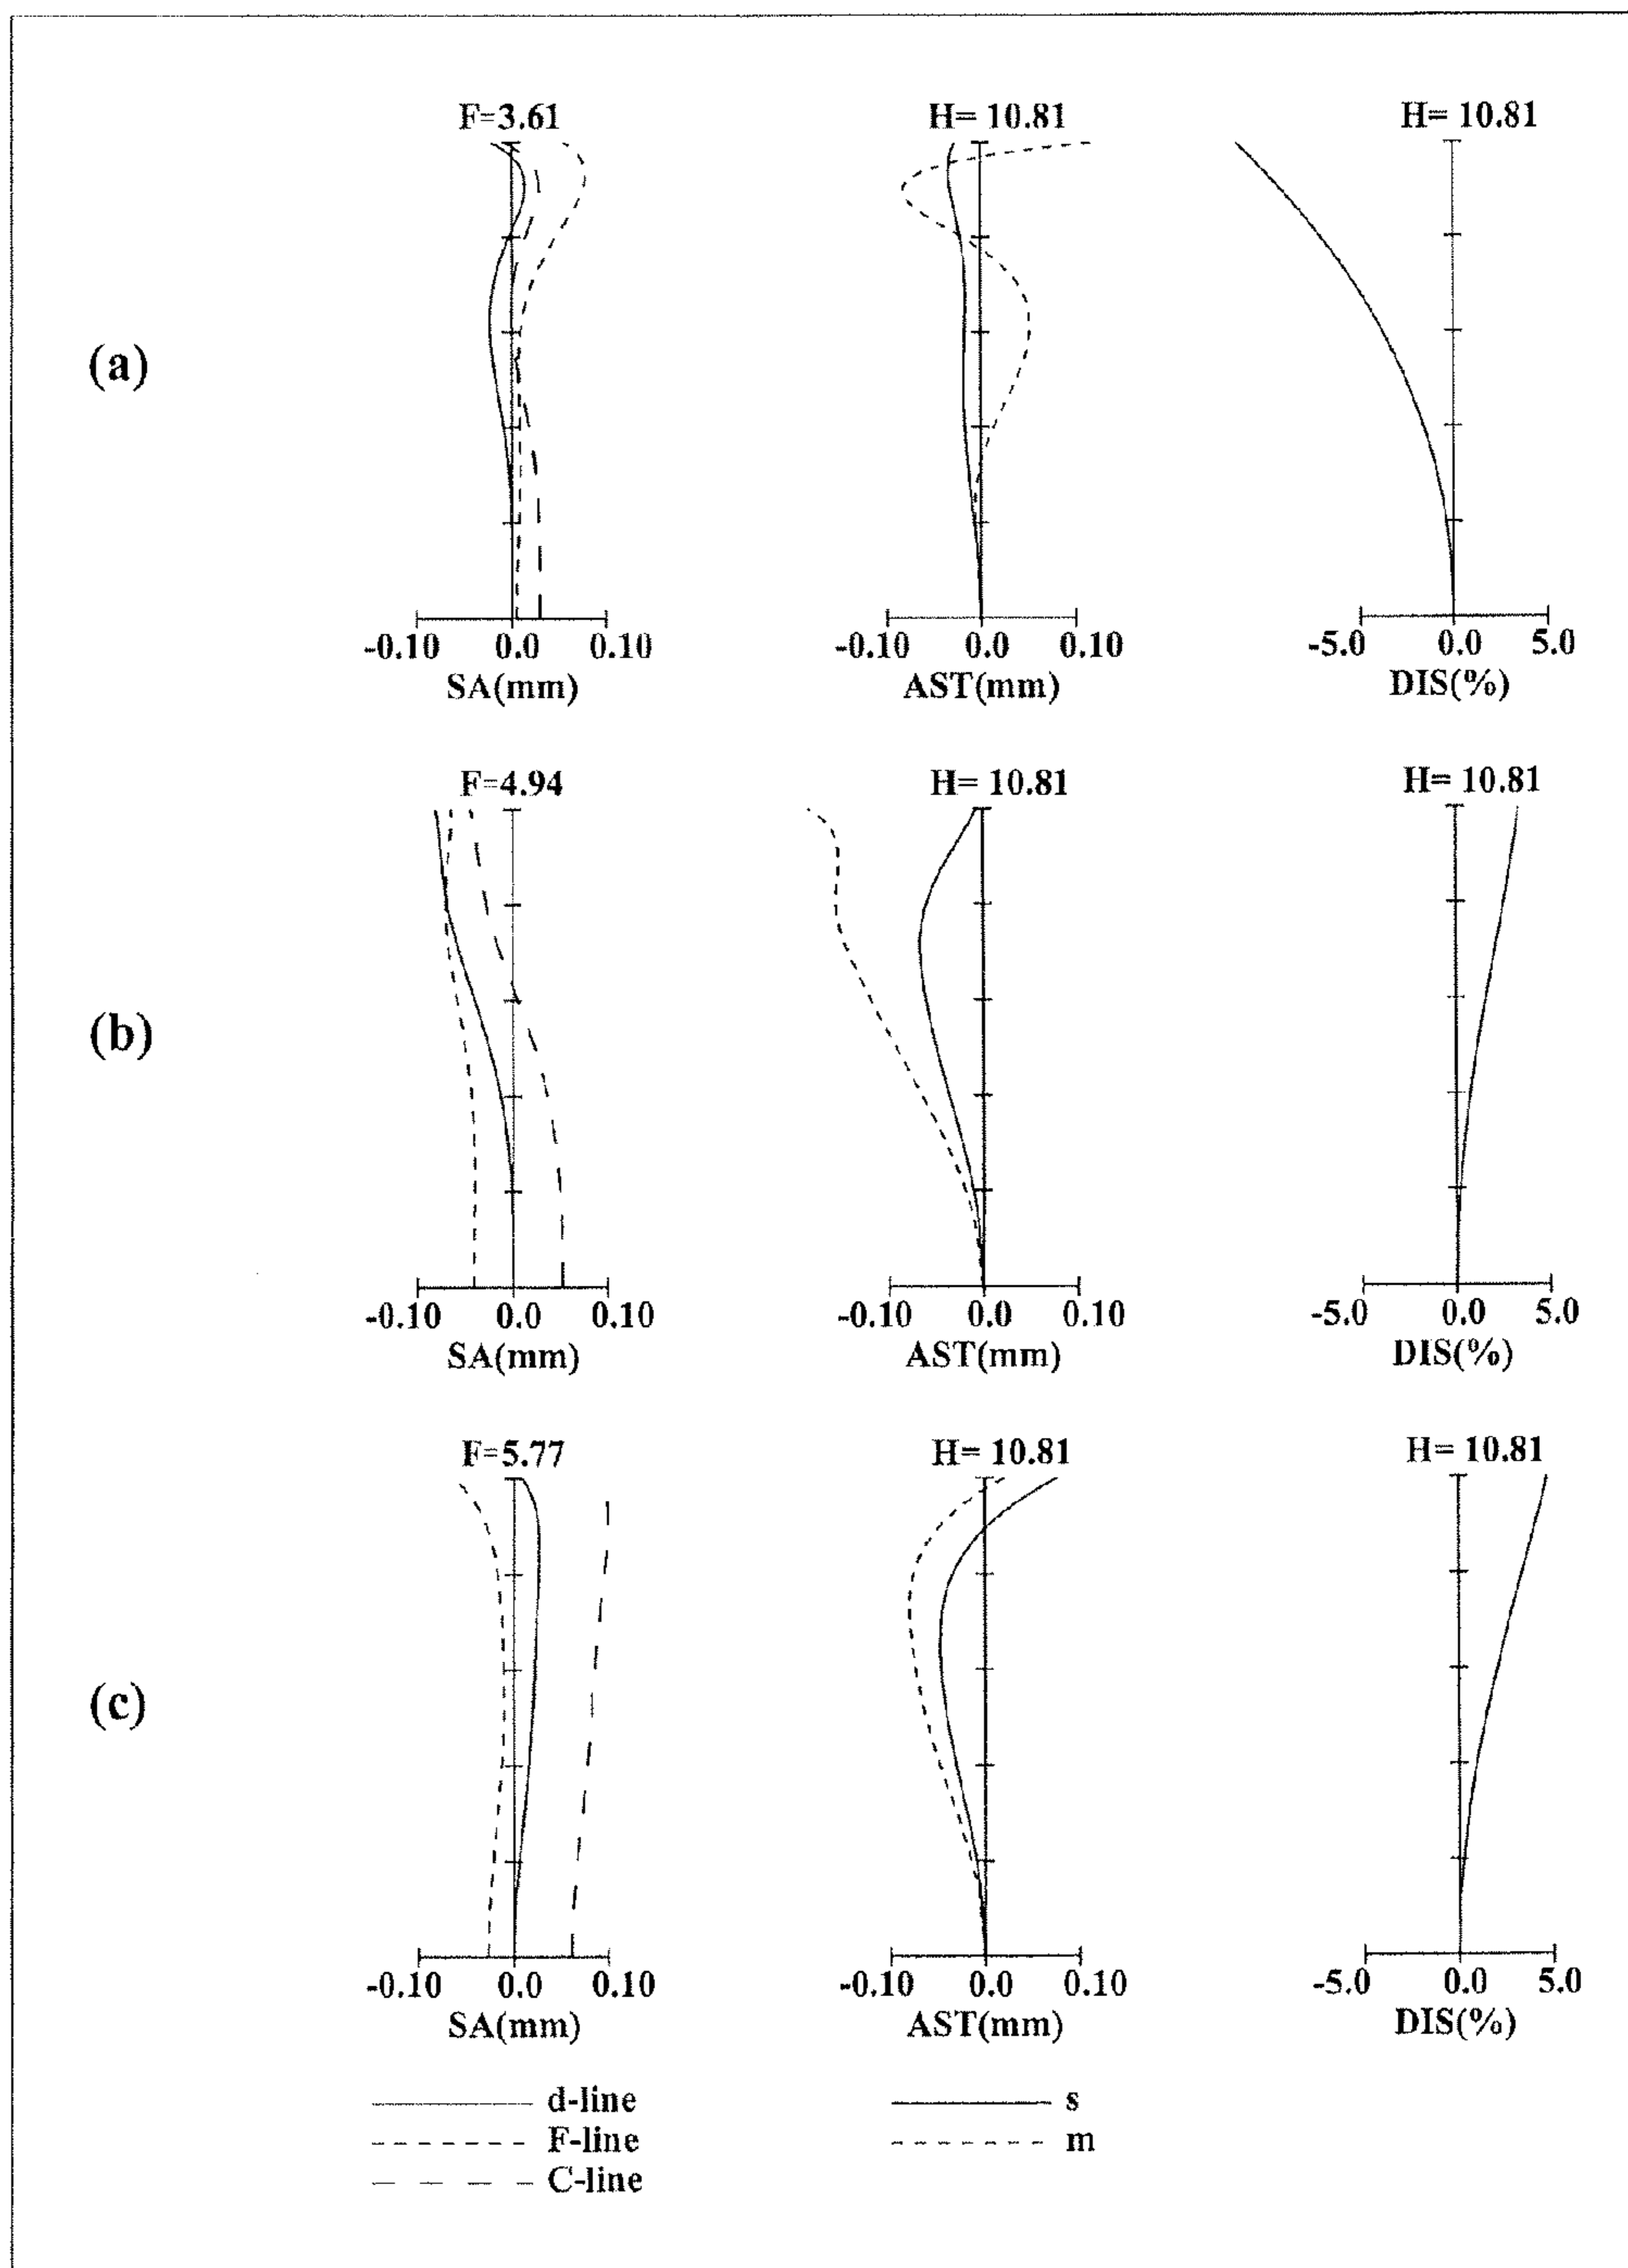 F=3.61 H= 10.81 H= 10.81
(a)
-0.10 0.0 0.10 -0.10 0.0 0.10 -5.0 0.0 5.0
SA(mm) AST(mm) DIS(%)
F=4.94 H= 10.81 H= 10.81
(b)
-0.10 0.0 0.10 -0.10 0.0 0.10 -5.0 0.0 5.0
SA(mm) AST(mm) DIS(%)
F=5.77 H= 10.81 H= 10.81
(c)
-0.10 0.0 0.10 -0.10 0.0 0.10 -5.0 0.0 5.0
SA(mm) AST(mm) DIS(%)
d-line s
F-line m
C-line